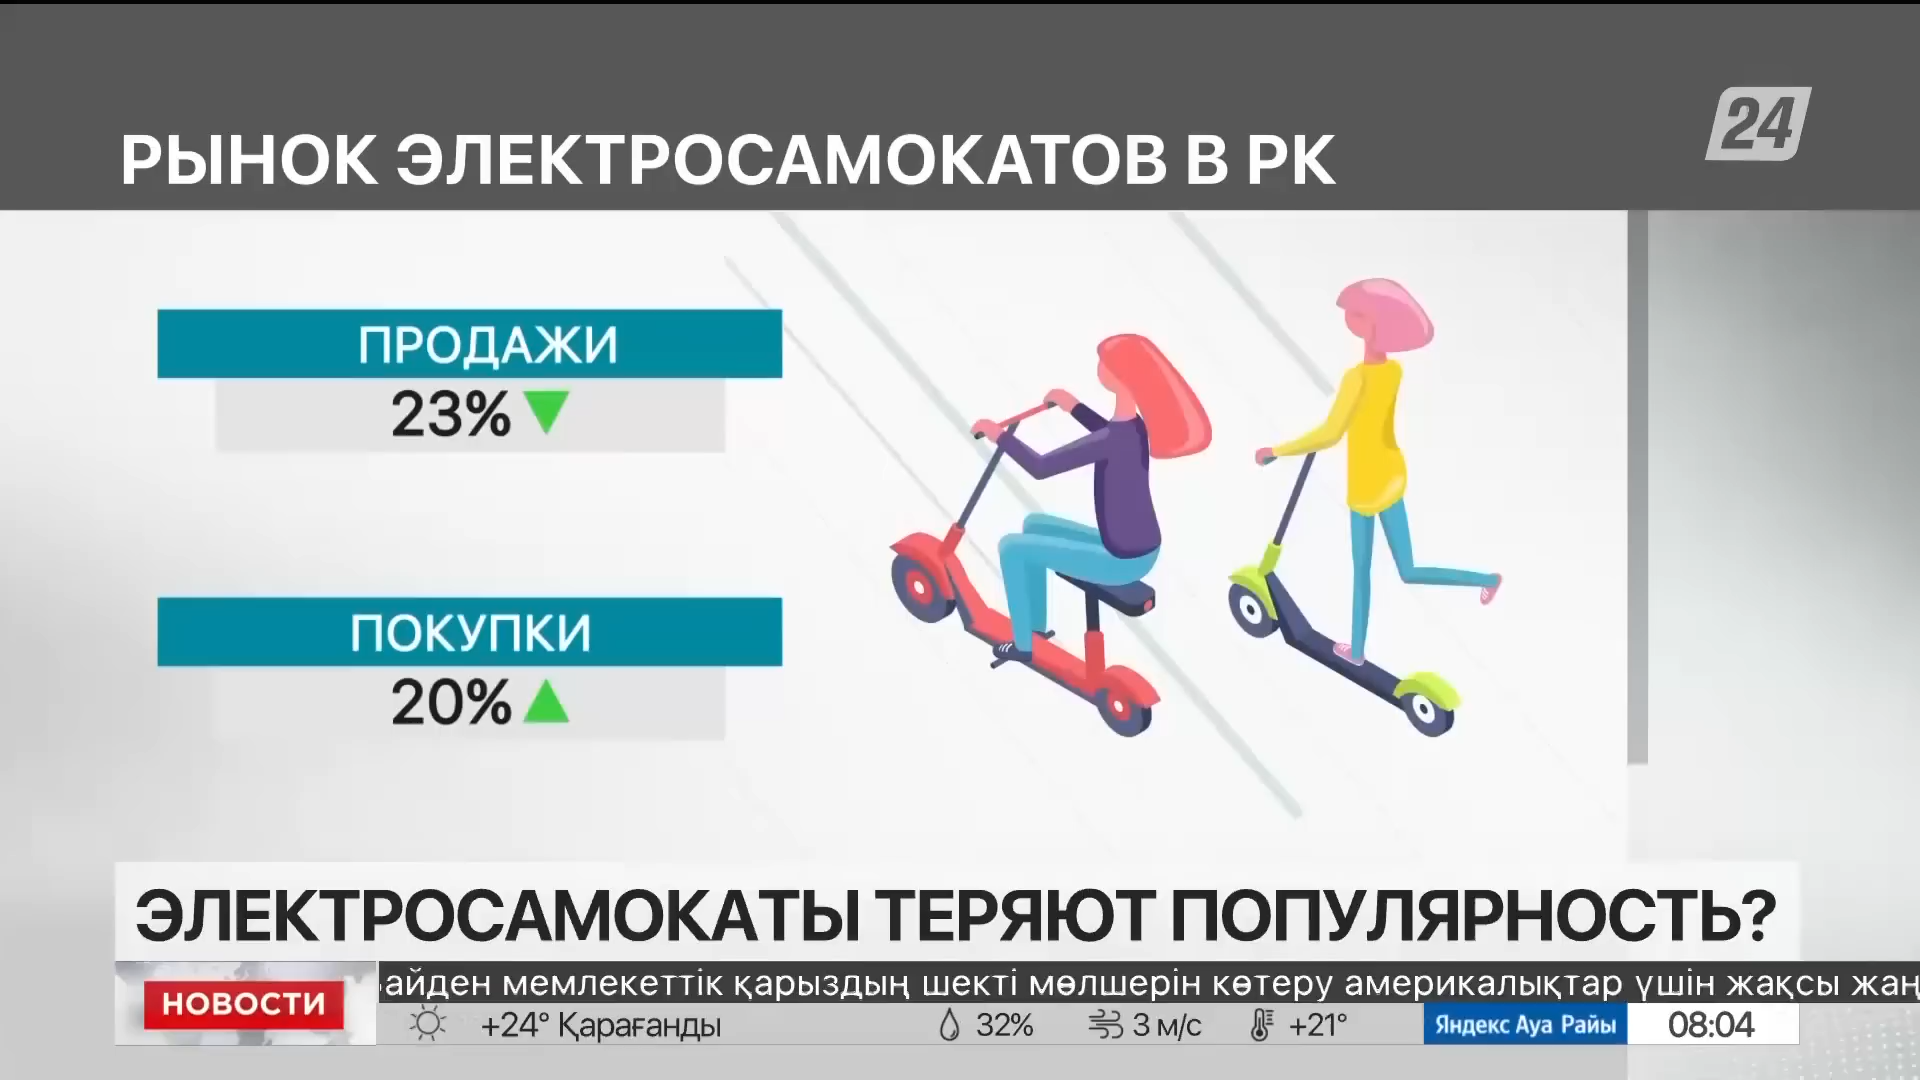 24
РЫНОК ЭЛЕКТРОСАМОКАТОВ В РК
ПРОДАЖИ
23%
ПОКУПКИ
20%
ЭЛЕКТРОСАМОКАТЫ ТЕРЯЮТ ПОПУЛЯРНОСТЬ?
НОВОСТИ
мемлекеттік қарыздың шекті мөлшерін көтеру америкалықтар үшін жақсы
+24° Қарағанды 32% 3 м/с +21° Яндекс Ауа Райы 08:04